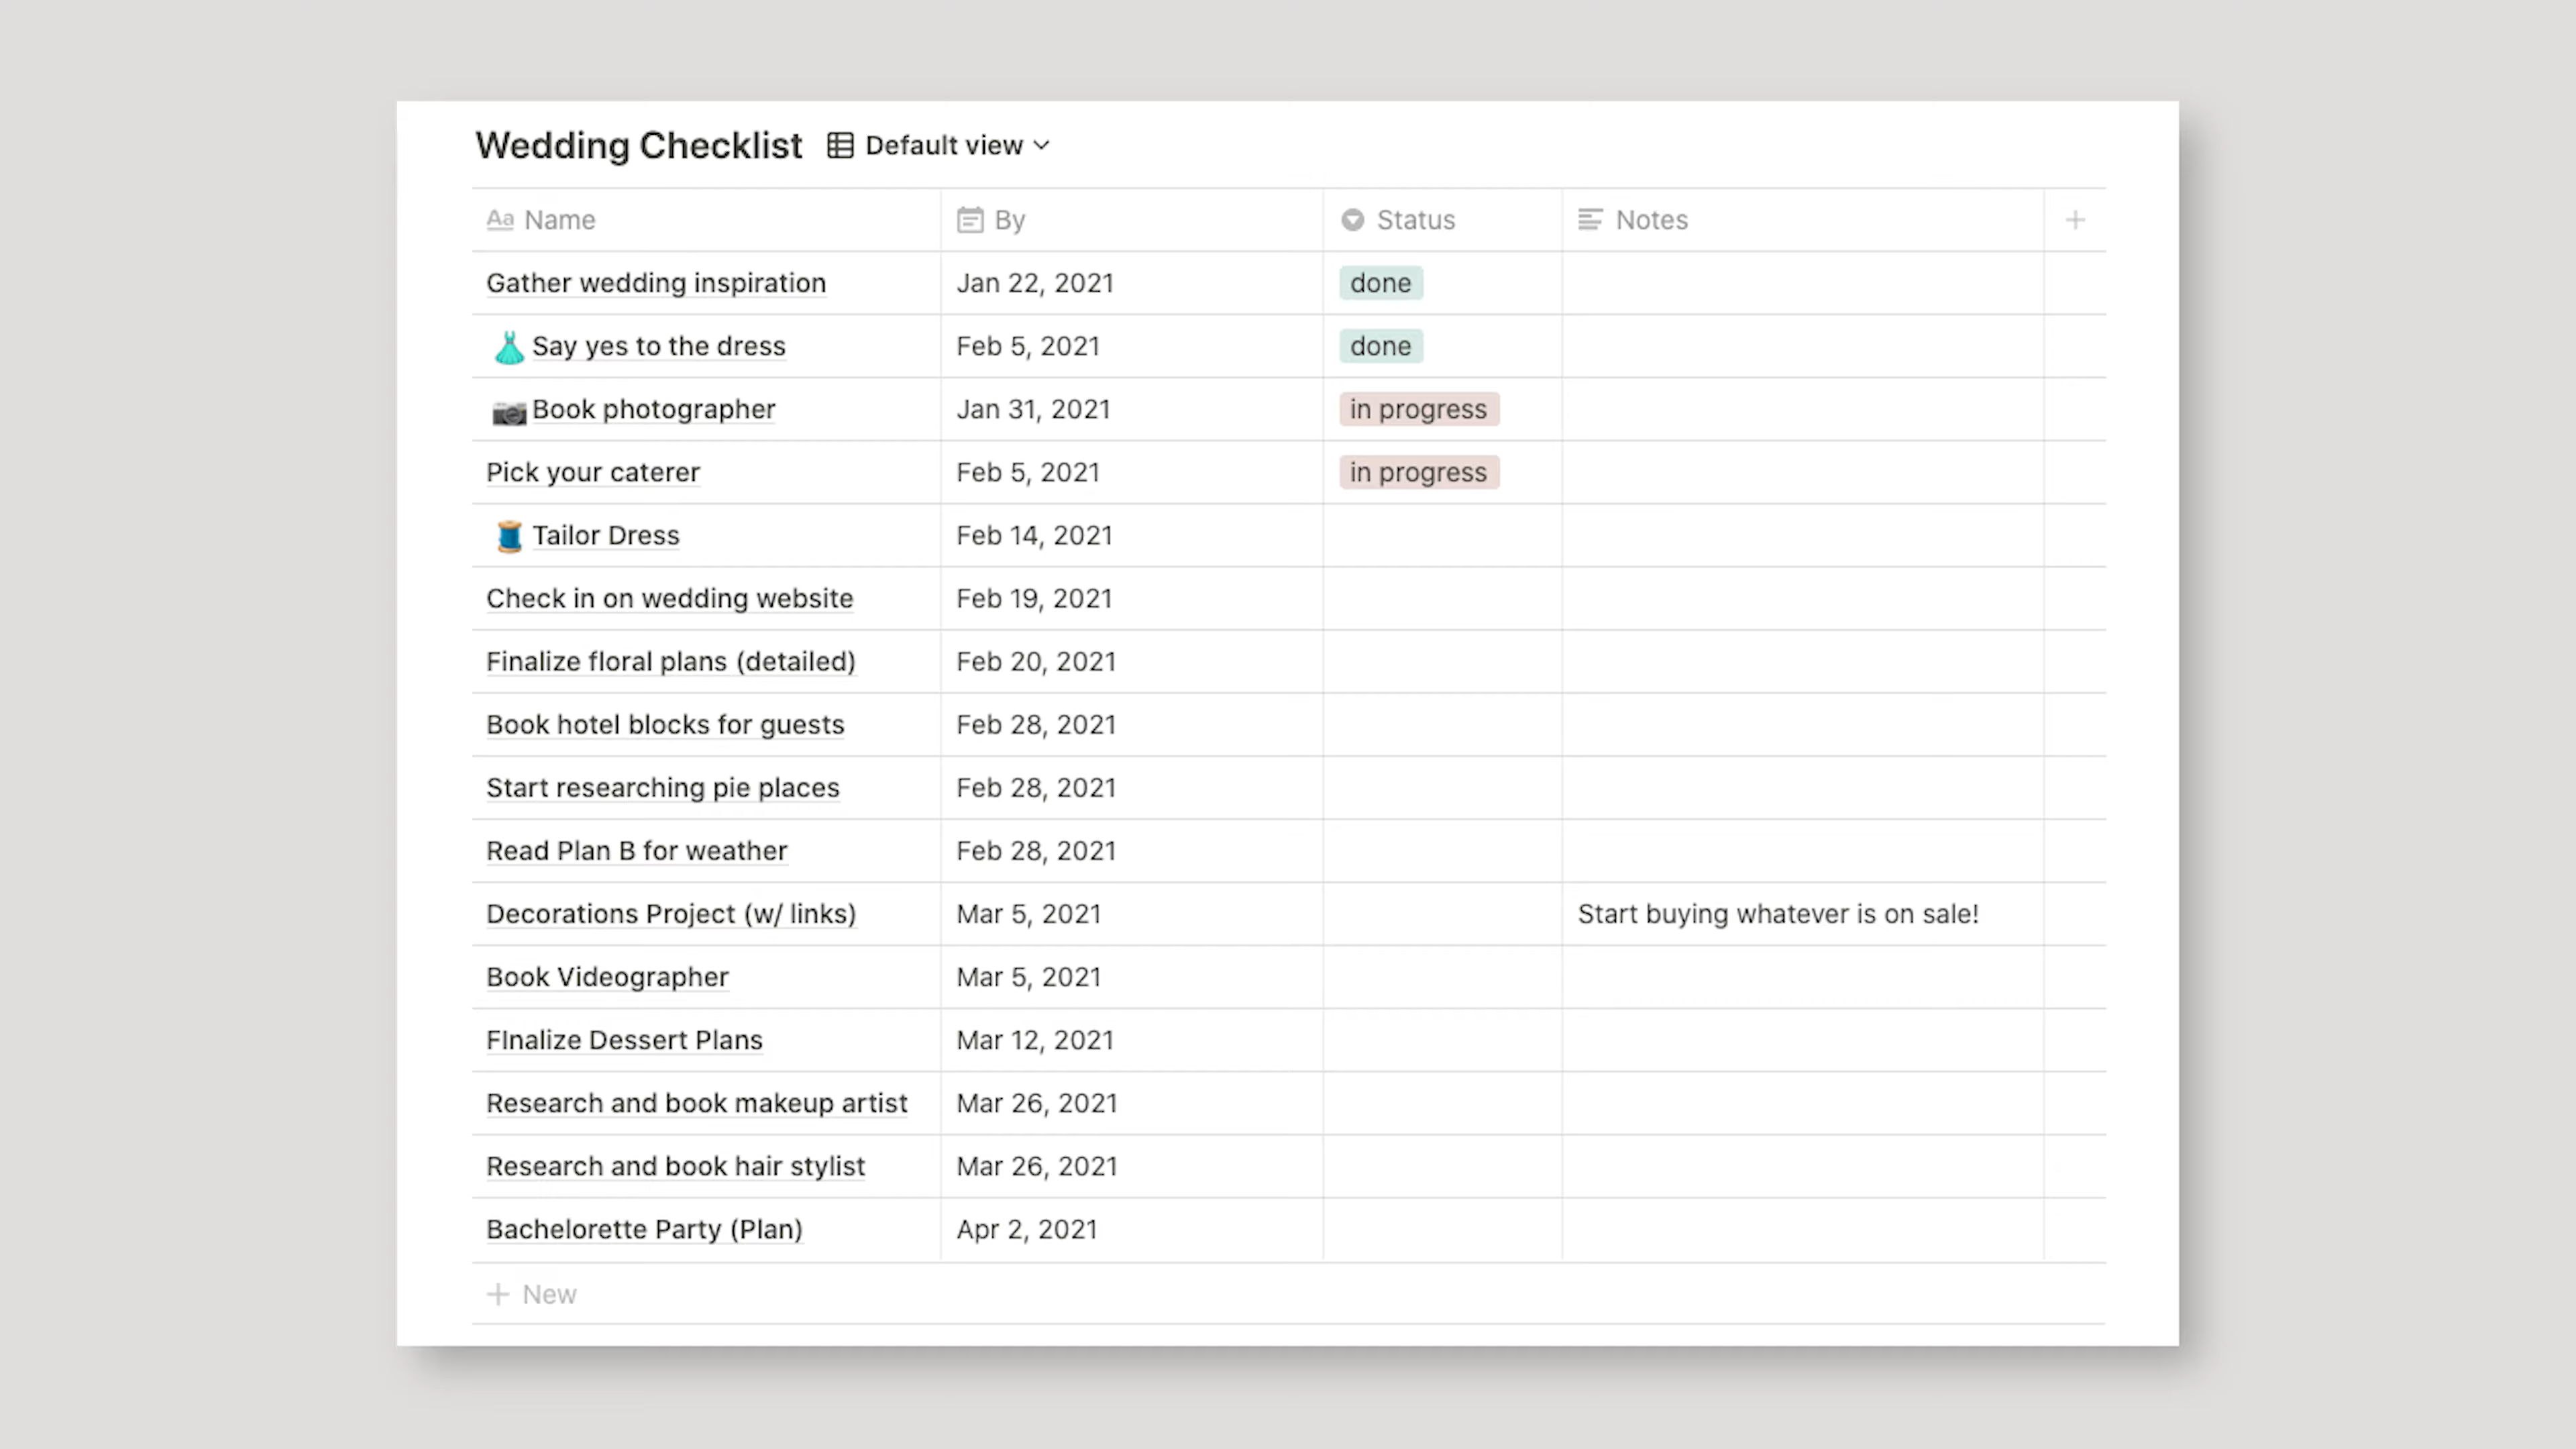 Wedding Checklist Default view
Aa Name By Status Notes
Gather wedding inspiration Jan 22, 2021 done
Say yes to the dress Feb 5, 2021 done
Book photographer Jan 31, 2021 in progress
Pick your caterer Feb 5, 2021 in progress
Tailor Dress Feb 14, 2021
Check in on wedding website Feb 19, 2021
Finalize floral plans (detailed) Feb 20, 2021
Book hotel blocks for guests Feb 28, 2021
Start researching pie places Feb 28, 2021
Read Plan B for weather Feb 28, 2021
Decorations Project (w/ links) Mar 5, 2021 Start buying whatever is on sale!
Book Videographer Mar 5, 2021
FInalize Dessert Plans Mar 12, 2021
Research and book makeup artist Mar 26, 2021
Research and book hair stylist Mar 26, 2021
Bachelorette Party (Plan) Apr 2, 2021
+ New